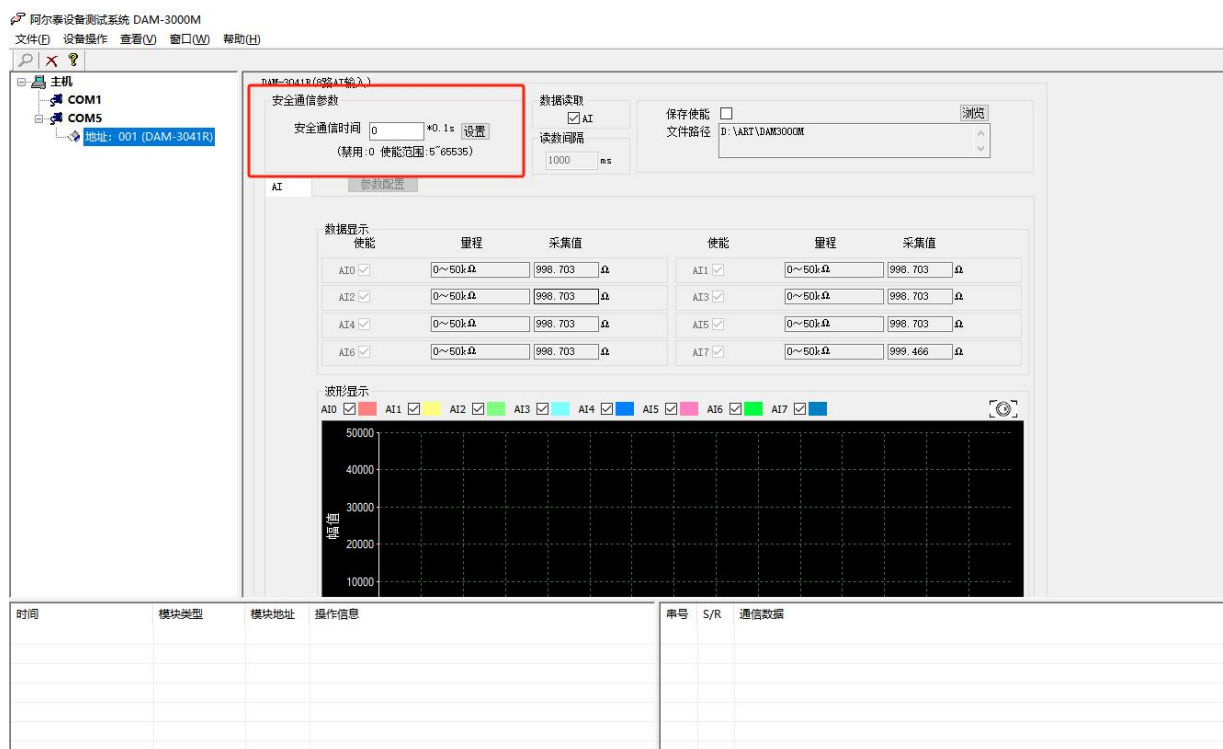 阿尔泰设备测试系统 DAM-3000M
文件(F) 设备操作 查看(V) 窗口(W) 帮助(H)
主机
COM1
COM5
地址: 001 (DAM-3041R)
DAM-3041R(8路AI输入)
安全通信参数
安全通信时间 0 *0.1s 设置
(禁用:0 使能范围:5~65535)
数据读取
AI
读数间隔
1000 ms
保存使能 浏览
文件路径 D:\ART\DAM3000M
AI 参数配置
数据显示
使能 量程 采集值 使能 量程 采集值
AI0 0～50kΩ 998.703 Ω AI1 0～50kΩ 998.703 Ω
AI2 0～50kΩ 998.703 Ω AI3 0～50kΩ 998.703 Ω
AI4 0～50kΩ 998.703 Ω AI5 0～50kΩ 998.703 Ω
AI6 0～50kΩ 998.703 Ω AI7 0～50kΩ 999.466 Ω
波形显示
AI0 AI1 AI2 AI3 AI4 AI5 AI6 AI7
50000
40000
30000
20000
10000
幅值
时间 模块类型 模块地址 操作信息 串号 S/R 通信数据